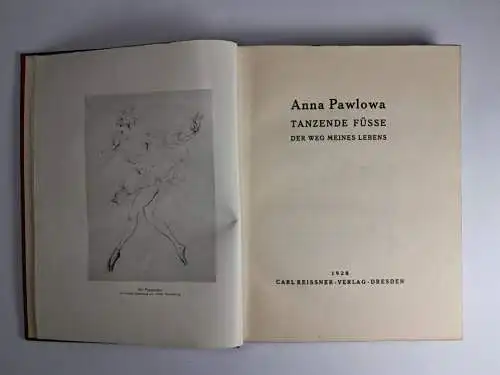 Anna Pawlowa
TANZENDE FÜSSE
DER WEG MEINES LEBENS
1928
CARL REISSNER-VERLAG-DRESDEN